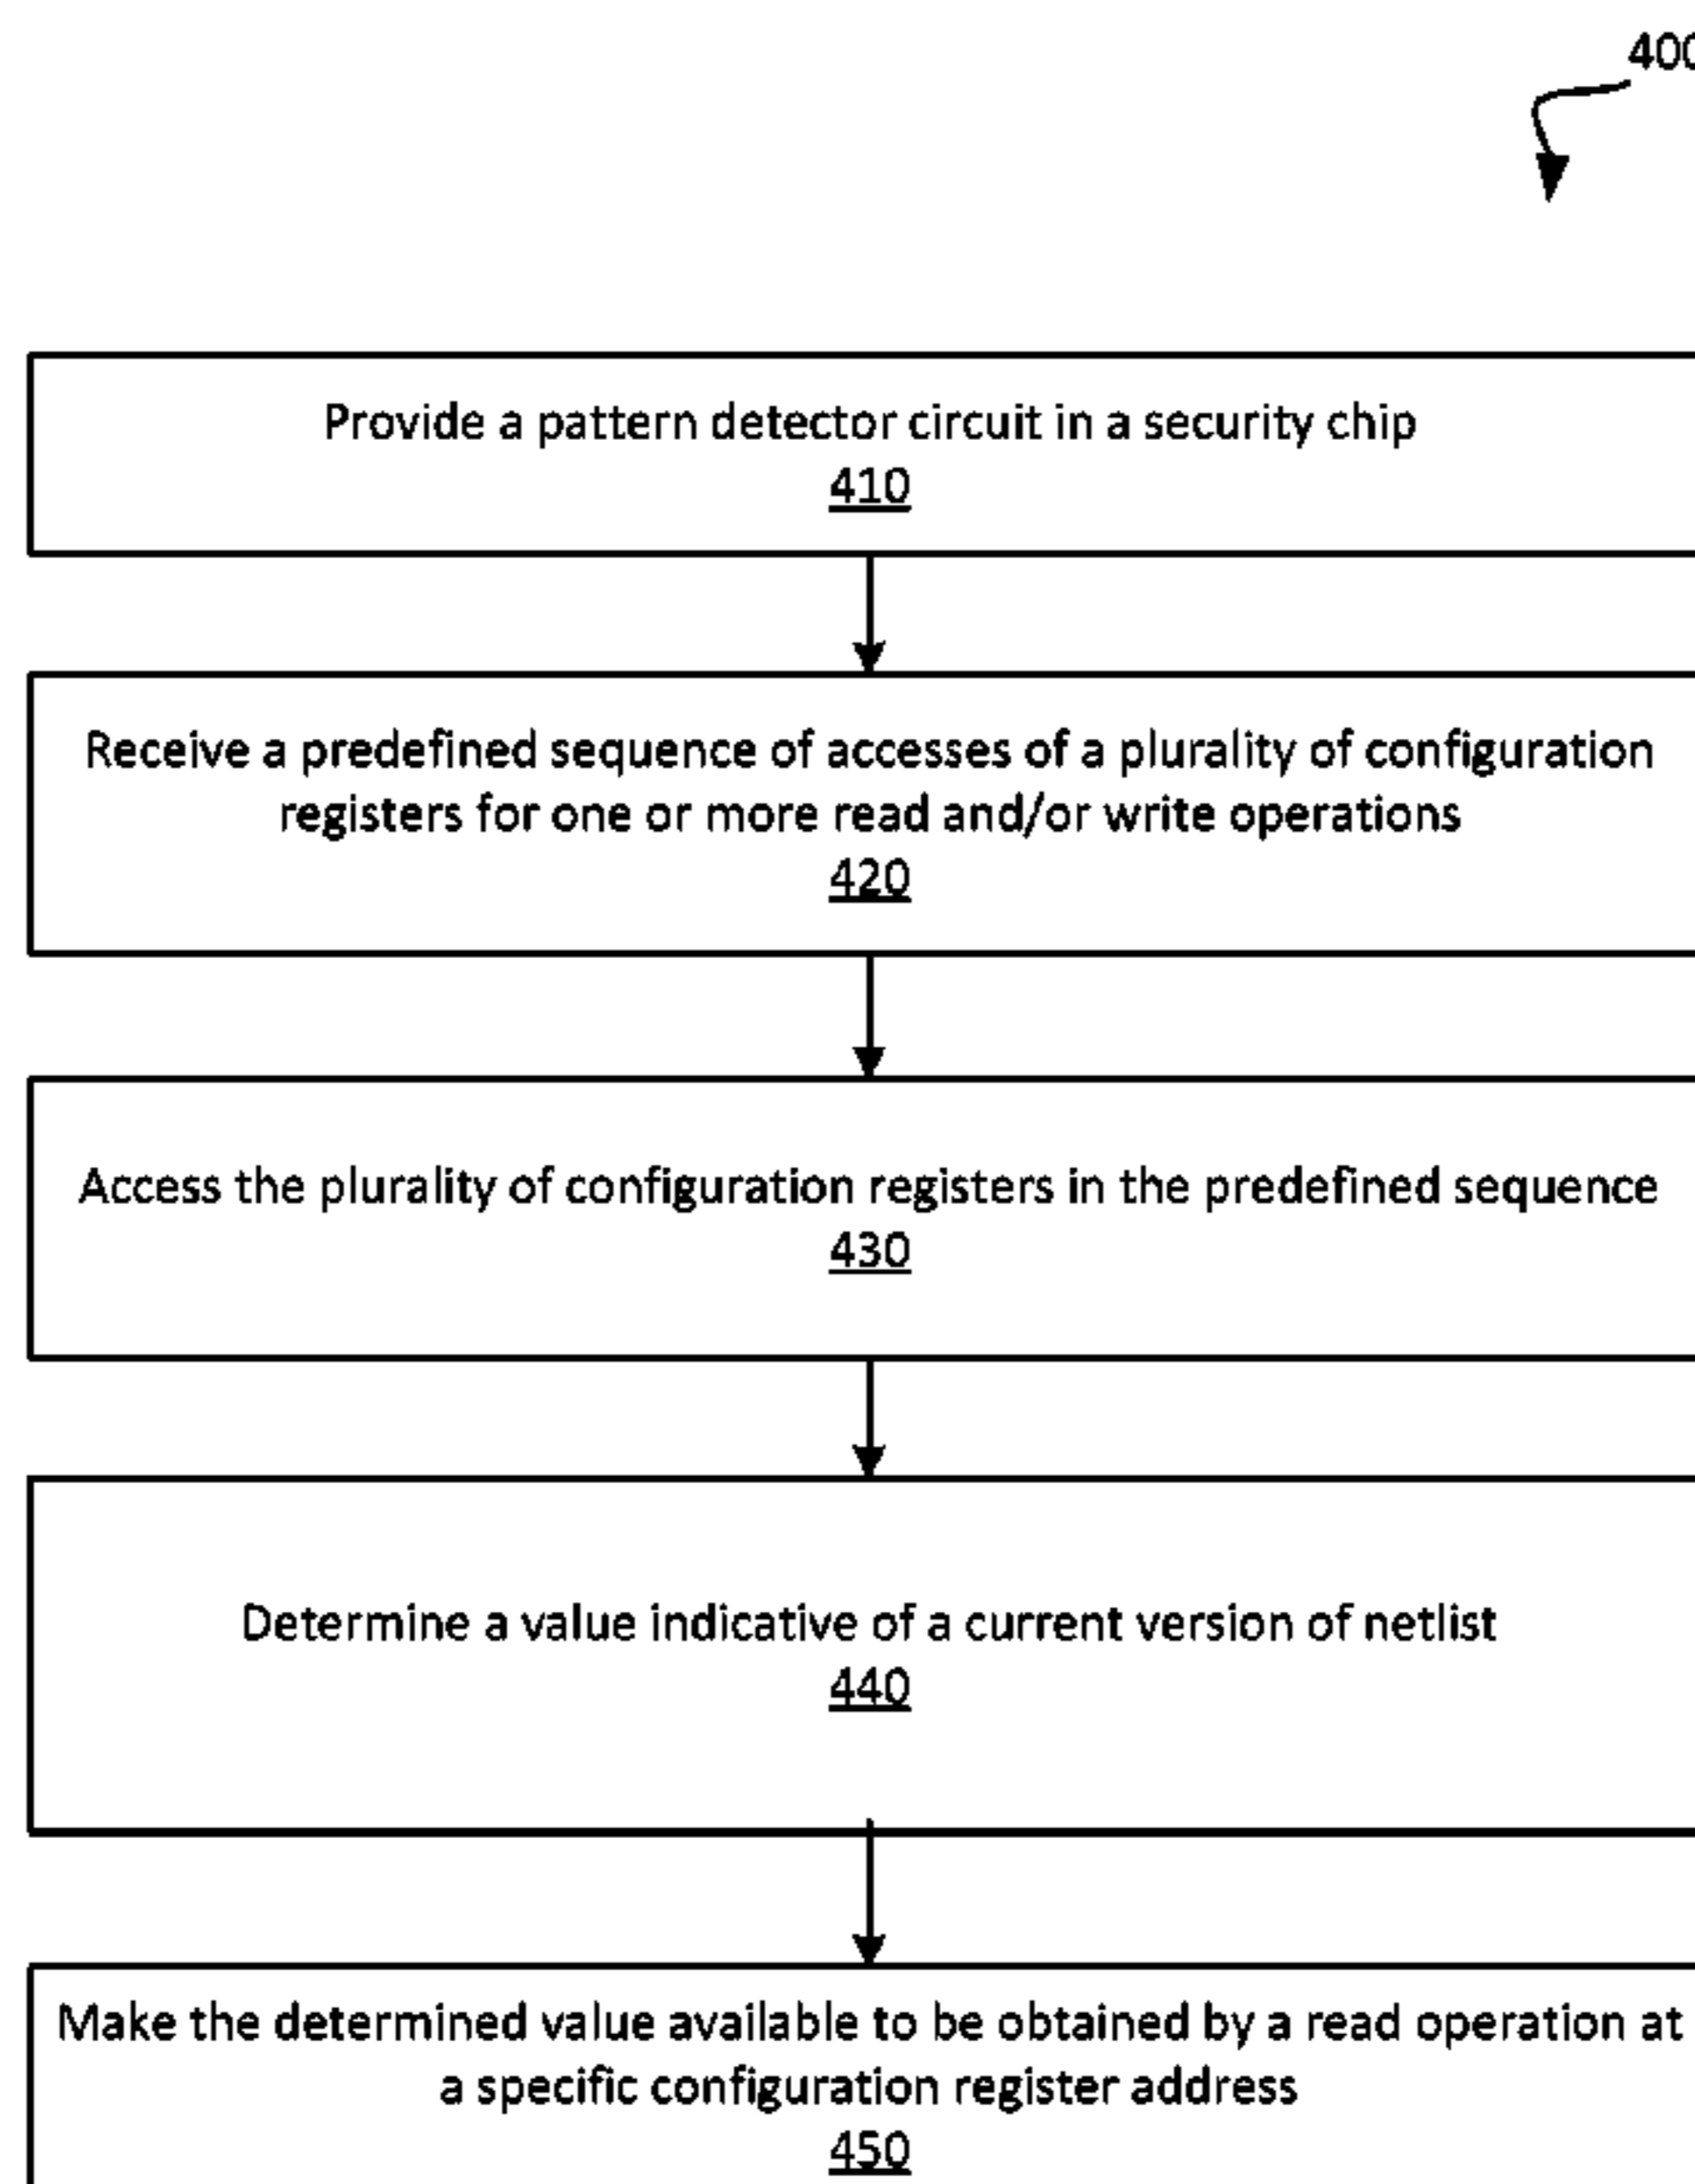 400
Provide a pattern detector circuit in a security chip
410
Receive a predefined sequence of accesses of a plurality of configuration
registers for one or more read and/or write operations
420
Access the plurality of configuration registers in the predefined sequence
430
Determine a value indicative of a current version of netlist
440
Make the determined value available to be obtained by a read operation at
a specific configuration register address
450